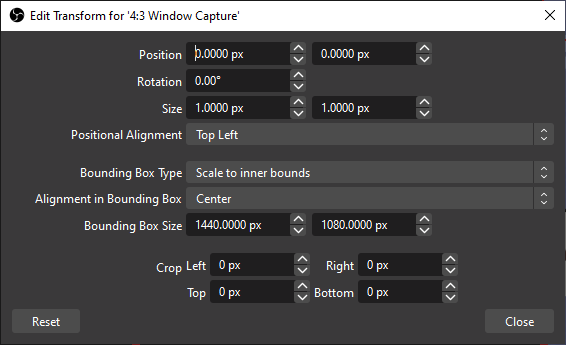 Edit Transform for '4:3 Window Capture'
Position 0.0000 px 0.0000 px
Rotation 0.00°
Size 1.0000 px 1.0000 px
Positional Alignment Top Left
Bounding Box Type Scale to inner bounds
Alignment in Bounding Box Center
Bounding Box Size 1440.0000 px 1080.0000 px
Crop Left 0 px Right 0 px
Top 0 px Bottom 0 px
Reset Close